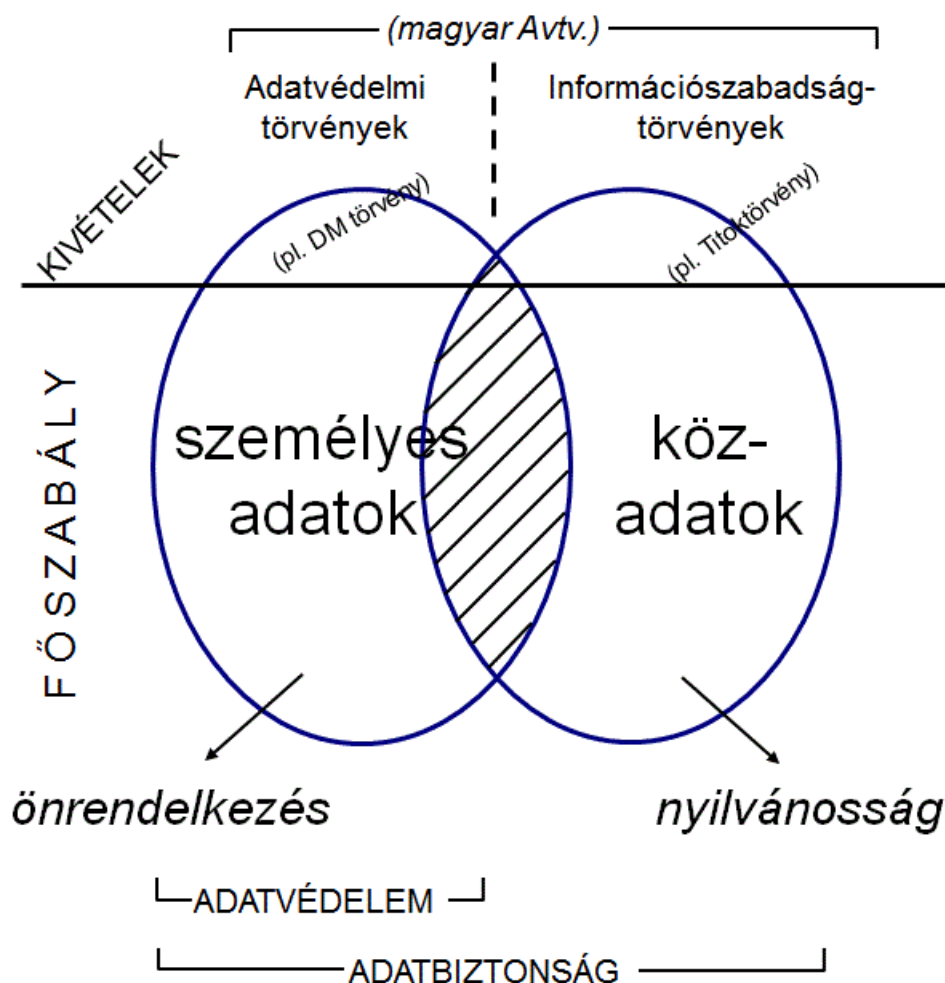 (magyar Avtv.)
Adatvédelmi
törvények
Információszabadság-
törvények
KIVÉTELEK
(pl. DM törvény)
(pl. Titoktörvény)
FŐSZABÁLY
személyes
adatok
köz-
adatok
önrendelkezés
nyilvánosság
ADATVÉDELEM
ADATBIZTONSÁG